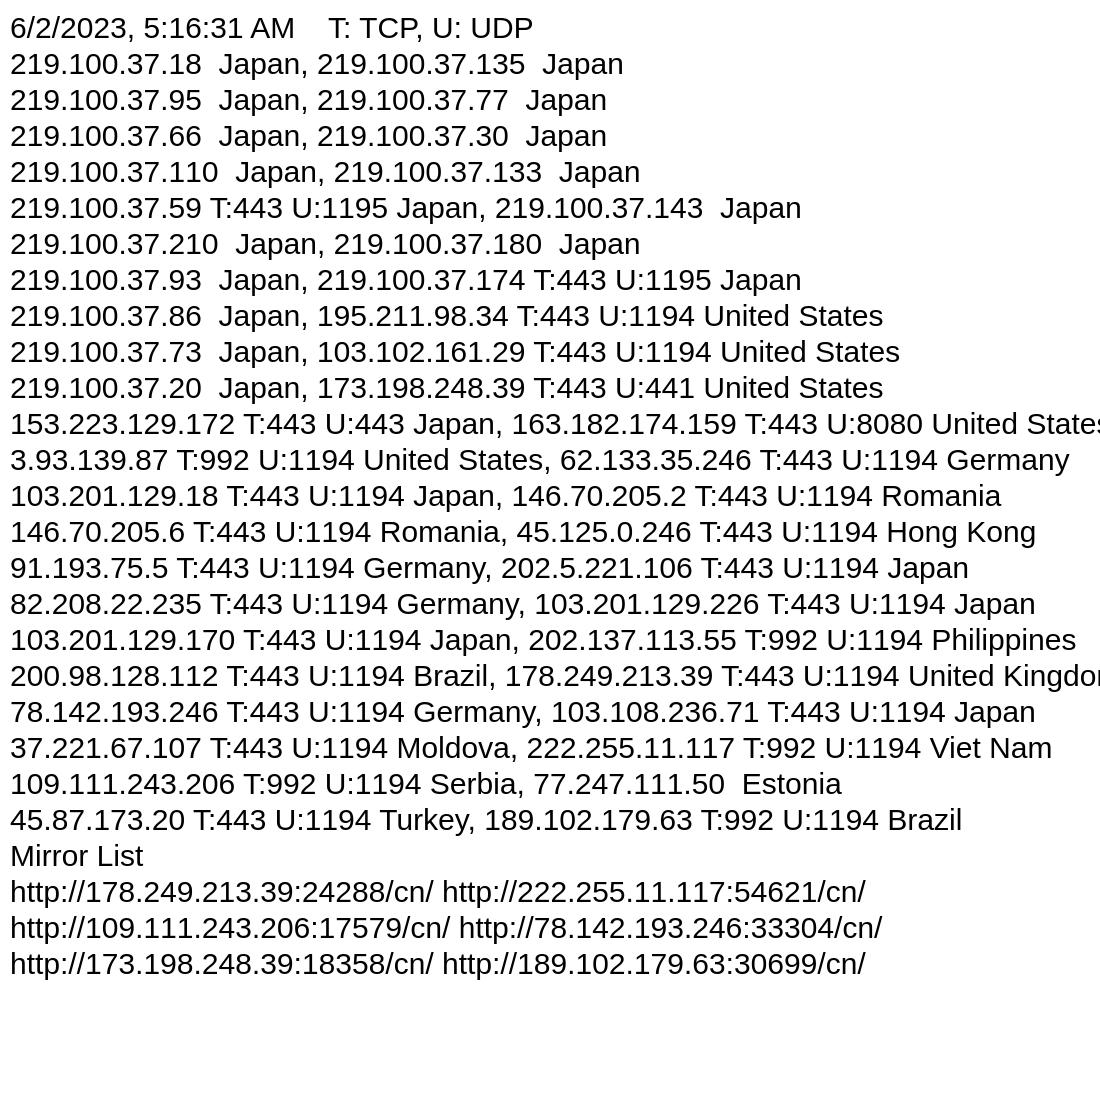 6/2/2023, 5:16:31 AM    T: TCP, U: UDP
219.100.37.18  Japan, 219.100.37.135  Japan
219.100.37.95  Japan, 219.100.37.77  Japan
219.100.37.66  Japan, 219.100.37.30  Japan
219.100.37.110  Japan, 219.100.37.133  Japan
219.100.37.59 T:443 U:1195 Japan, 219.100.37.143  Japan
219.100.37.210  Japan, 219.100.37.180  Japan
219.100.37.93  Japan, 219.100.37.174 T:443 U:1195 Japan
219.100.37.86  Japan, 195.211.98.34 T:443 U:1194 United States
219.100.37.73  Japan, 103.102.161.29 T:443 U:1194 United States
219.100.37.20  Japan, 173.198.248.39 T:443 U:441 United States
153.223.129.172 T:443 U:443 Japan, 163.182.174.159 T:443 U:8080 United States
3.93.139.87 T:992 U:1194 United States, 62.133.35.246 T:443 U:1194 Germany
103.201.129.18 T:443 U:1194 Japan, 146.70.205.2 T:443 U:1194 Romania
146.70.205.6 T:443 U:1194 Romania, 45.125.0.246 T:443 U:1194 Hong Kong
91.193.75.5 T:443 U:1194 Germany, 202.5.221.106 T:443 U:1194 Japan
82.208.22.235 T:443 U:1194 Germany, 103.201.129.226 T:443 U:1194 Japan
103.201.129.170 T:443 U:1194 Japan, 202.137.113.55 T:992 U:1194 Philippines
200.98.128.112 T:443 U:1194 Brazil, 178.249.213.39 T:443 U:1194 United Kingdom
78.142.193.246 T:443 U:1194 Germany, 103.108.236.71 T:443 U:1194 Japan
37.221.67.107 T:443 U:1194 Moldova, 222.255.11.117 T:992 U:1194 Viet Nam
109.111.243.206 T:992 U:1194 Serbia, 77.247.111.50  Estonia
45.87.173.20 T:443 U:1194 Turkey, 189.102.179.63 T:992 U:1194 Brazil
Mirror List
http://178.249.213.39:24288/cn/ http://222.255.11.117:54621/cn/
http://109.111.243.206:17579/cn/ http://78.142.193.246:33304/cn/
http://173.198.248.39:18358/cn/ http://189.102.179.63:30699/cn/